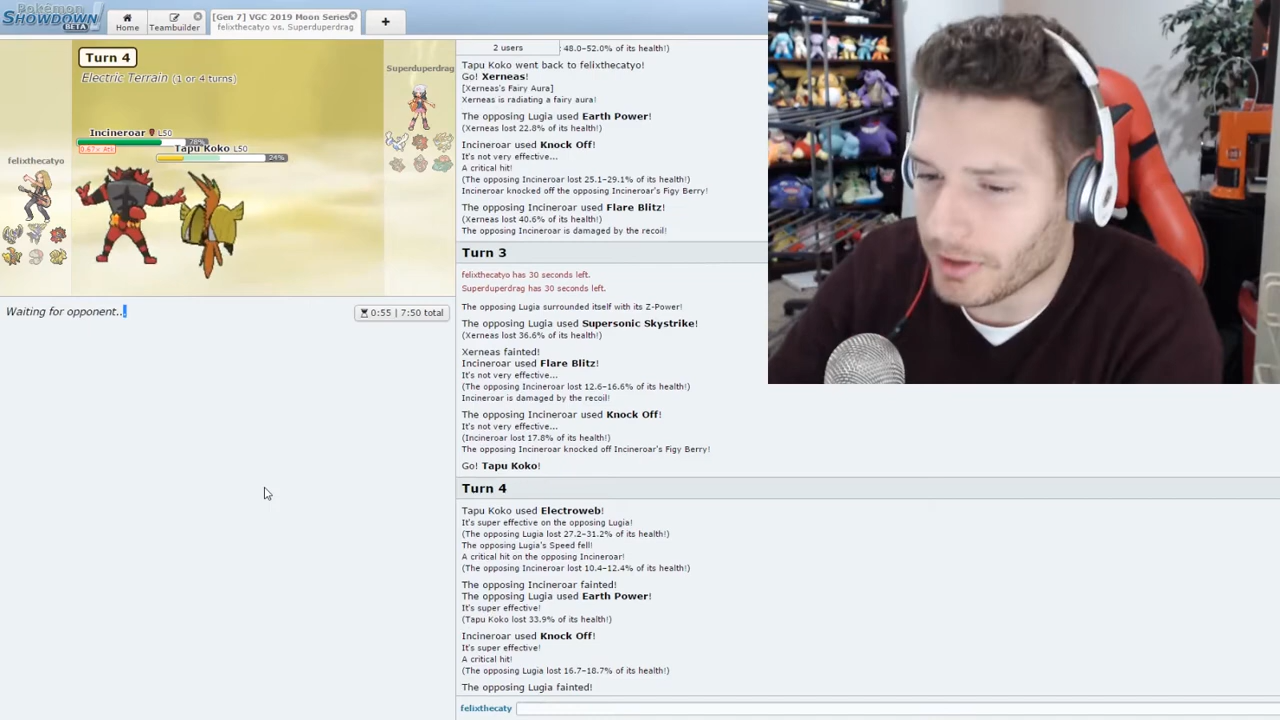 Pokémon
SHOWDOWN
BETA
Home
Teambuilder
[Gen 7] VGC 2019 Moon Series
felixthecatyo vs. Superduperdrag
+
Turn 4
Electric Terrain (1 or 4 turns)
Incineroar L50
78%
0.67× Atk
Tapu Koko L50
24%
felixthecatyo
Superduperdrag
Waiting for opponent...
0:55 | 7:50 total
2 users
48.0–52.0% of its health!)
Tapu Koko went back to felixthecatyo!
Go! Xerneas!
[Xerneas's Fairy Aura]
Xerneas is radiating a fairy aura!
The opposing Lugia used Earth Power!
(Xerneas lost 22.8% of its health!)
Incineroar used Knock Off!
It's not very effective...
A critical hit!
(The opposing Incineroar lost 25.1–29.1% of its health!)
Incineroar knocked off the opposing Incineroar's Figy Berry!
The opposing Incineroar used Flare Blitz!
(Xerneas lost 40.6% of its health!)
The opposing Incineroar is damaged by the recoil!
Turn 3
felixthecatyo has 30 seconds left.
Superduperdrag has 30 seconds left.
The opposing Lugia surrounded itself with its Z-Power!
The opposing Lugia used Supersonic Skystrike!
(Xerneas lost 36.6% of its health!)
Xerneas fainted!
Incineroar used Flare Blitz!
It's not very effective...
(The opposing Incineroar lost 12.6–16.6% of its health!)
Incineroar is damaged by the recoil!
The opposing Incineroar used Knock Off!
It's not very effective...
(Incineroar lost 17.8% of its health!)
The opposing Incineroar knocked off Incineroar's Figy Berry!
Go! Tapu Koko!
Turn 4
Tapu Koko used Electroweb!
It's super effective on the opposing Lugia!
(The opposing Lugia lost 27.2–31.2% of its health!)
The opposing Lugia's Speed fell!
A critical hit on the opposing Incineroar!
(The opposing Incineroar lost 10.4–12.4% of its health!)
The opposing Incineroar fainted!
The opposing Lugia used Earth Power!
It's super effective!
(Tapu Koko lost 33.9% of its health!)
Incineroar used Knock Off!
It's super effective!
A critical hit!
(The opposing Lugia lost 16.7–18.7% of its health!)
The opposing Lugia fainted!
felixthecaty